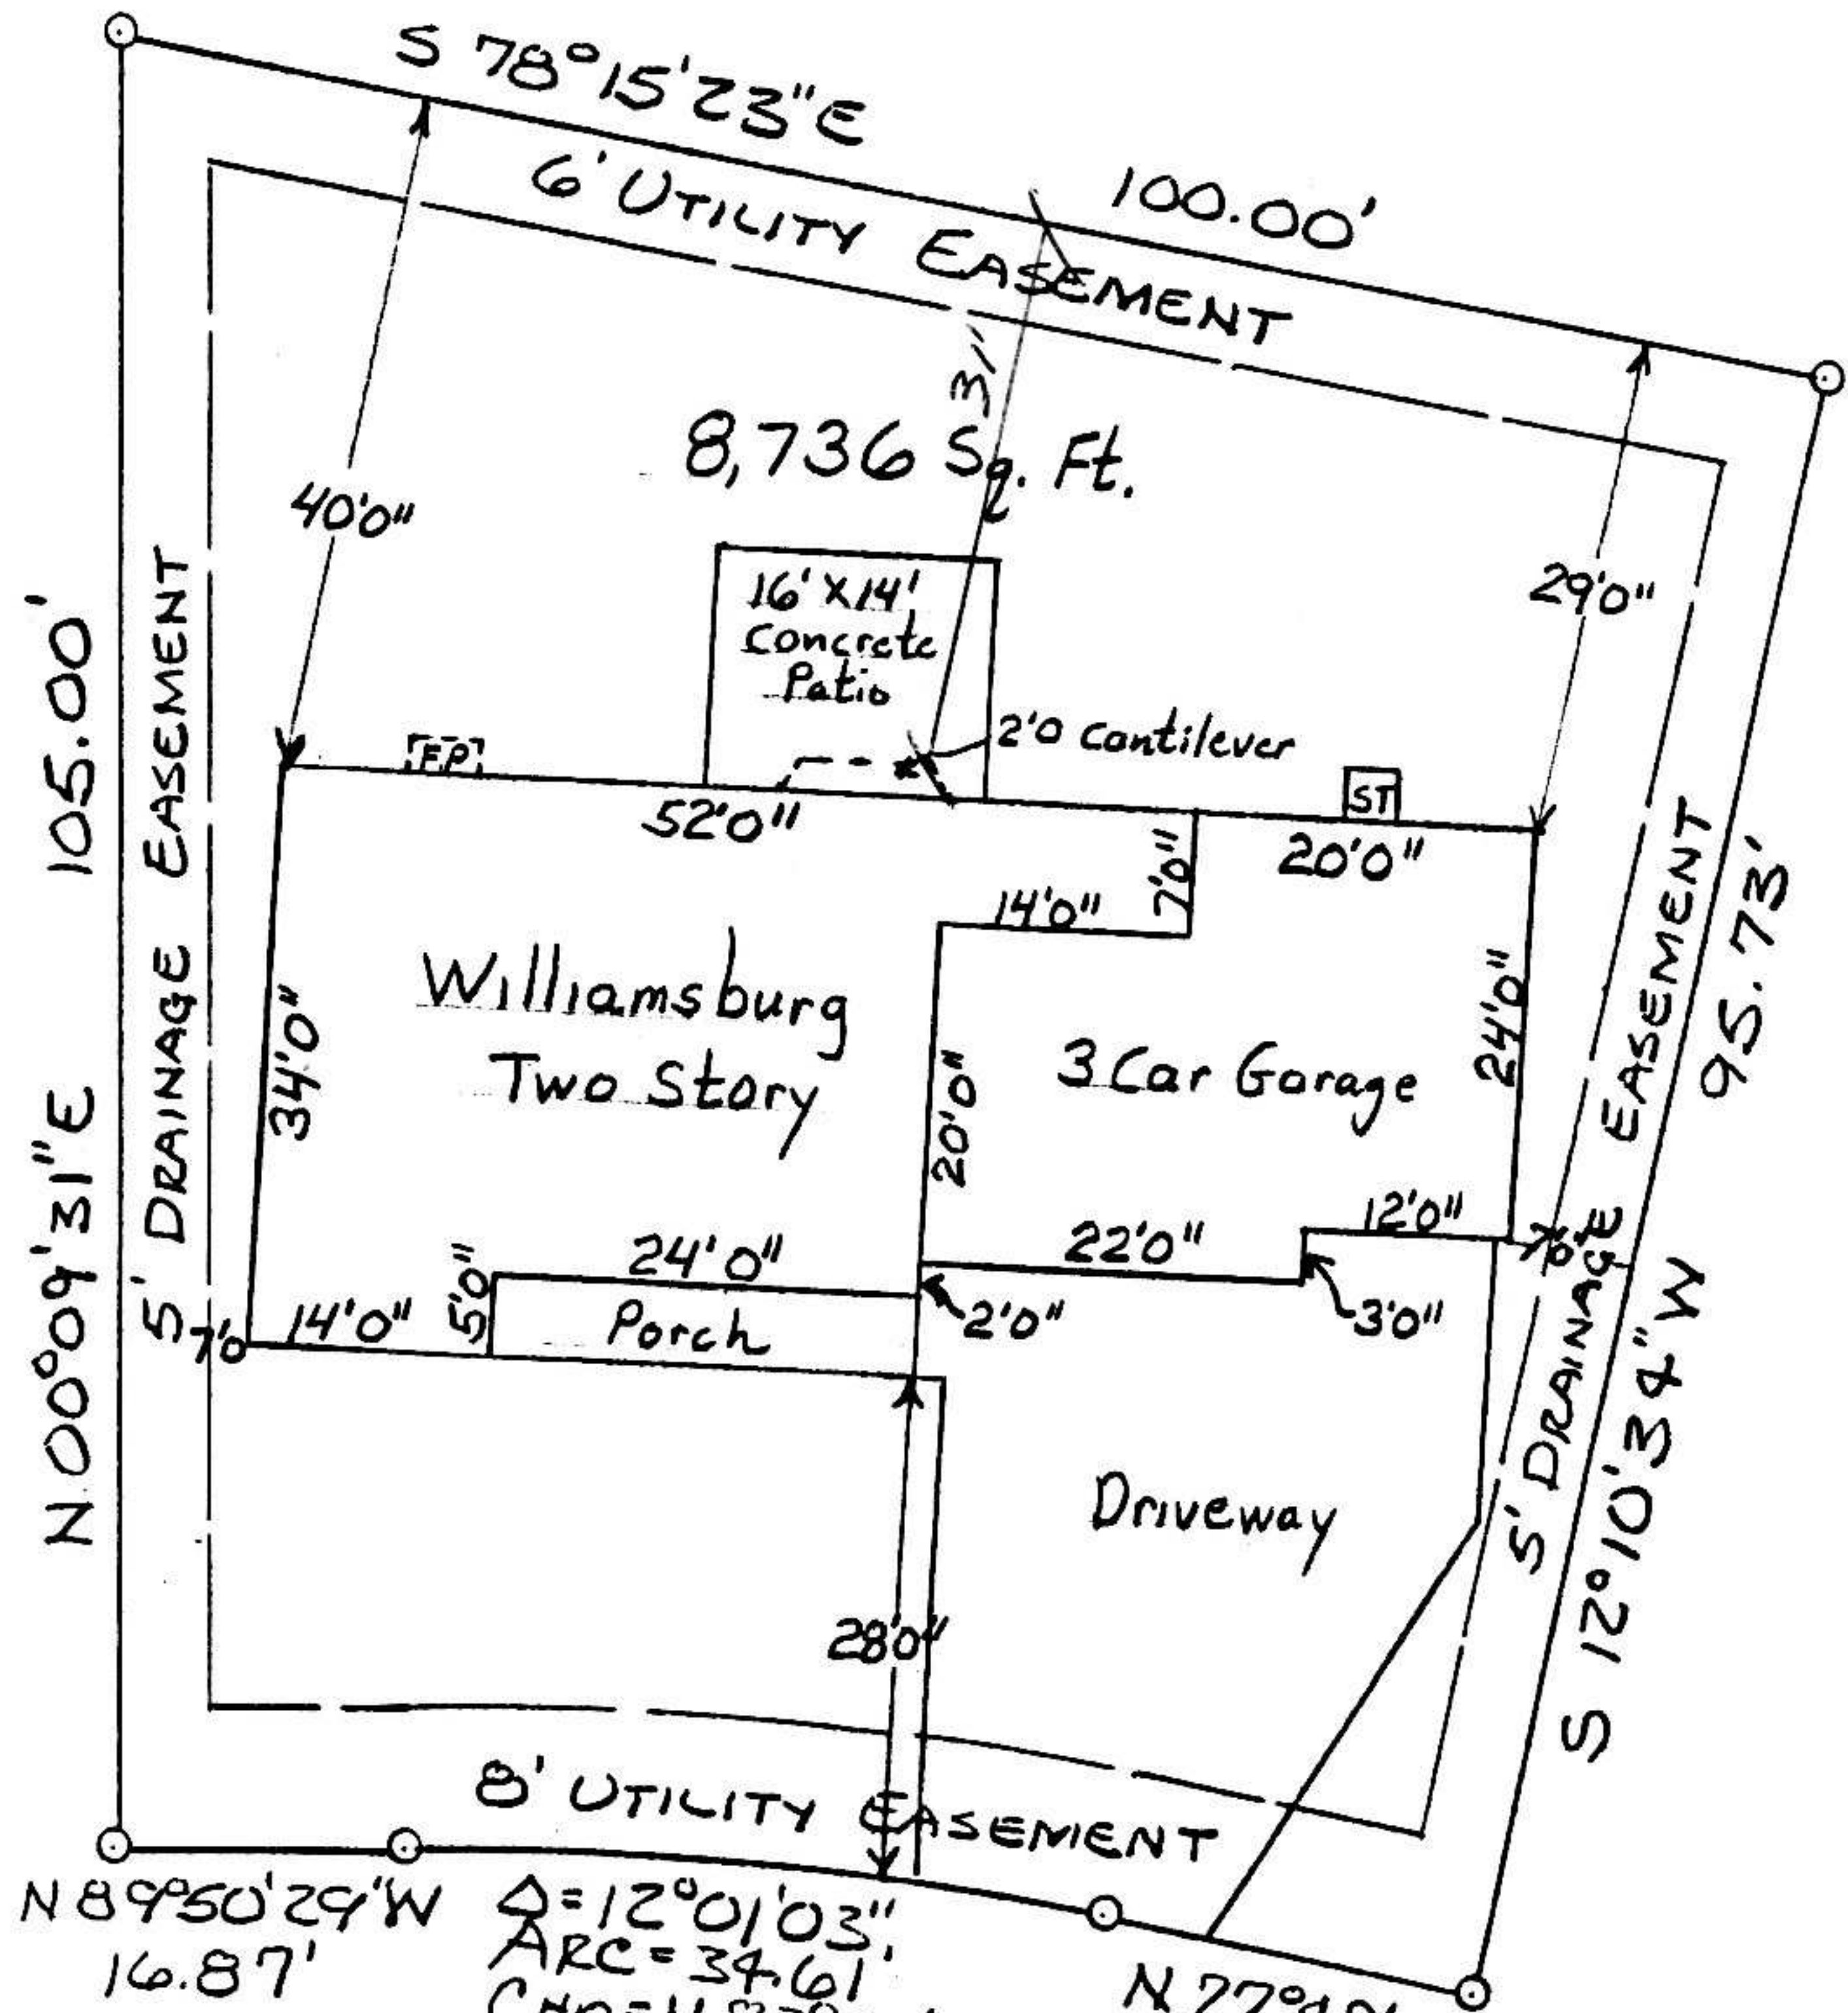 S 78°15'23"E
100.00'
6' UTILITY EASEMENT
31'
8,736 Sq. Ft.
40'0"
29'0"
16' X 14'
Concrete
Patio
2'0 Cantilever
FP
ST
52'0"
20'0"
7'0"
14'0"
N 00°09'31"E 105.00'
5' DRAINAGE EASEMENT
34'0"
Williamsburg
Two Story
20'0"
3 Car Garage
24'0"
5' DRAINAGE EASEMENT
95.73'
S 12°10'34"W
12'0"
7'0"
22'0"
3'0"
24'0"
2'0"
5'0"
Porch
14'0"
7'0
Driveway
28'0"
8' UTILITY EASEMENT
N 89°50'29"W
16.87'
Δ=12°01'03"
ARC=34.61'